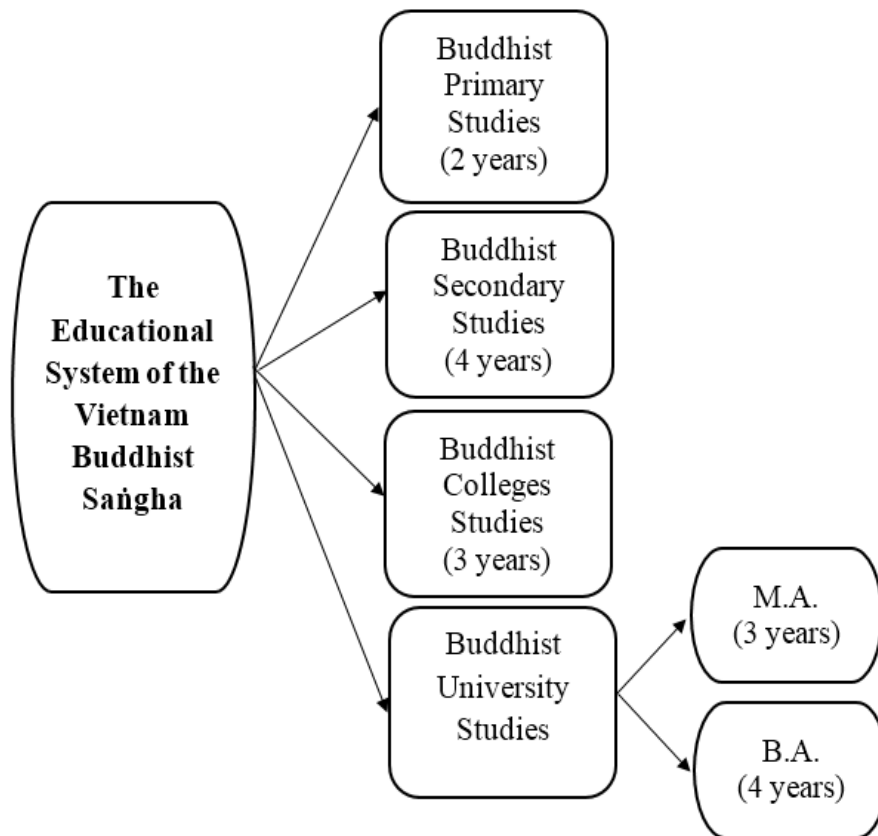 The
Educational
System of the
Vietnam
Buddhist
Saṅgha
Buddhist
Primary
Studies
(2 years)
Buddhist
Secondary
Studies
(4 years)
Buddhist
Colleges
Studies
(3 years)
Buddhist
University
Studies
M.A.
(3 years)
B.A.
(4 years)